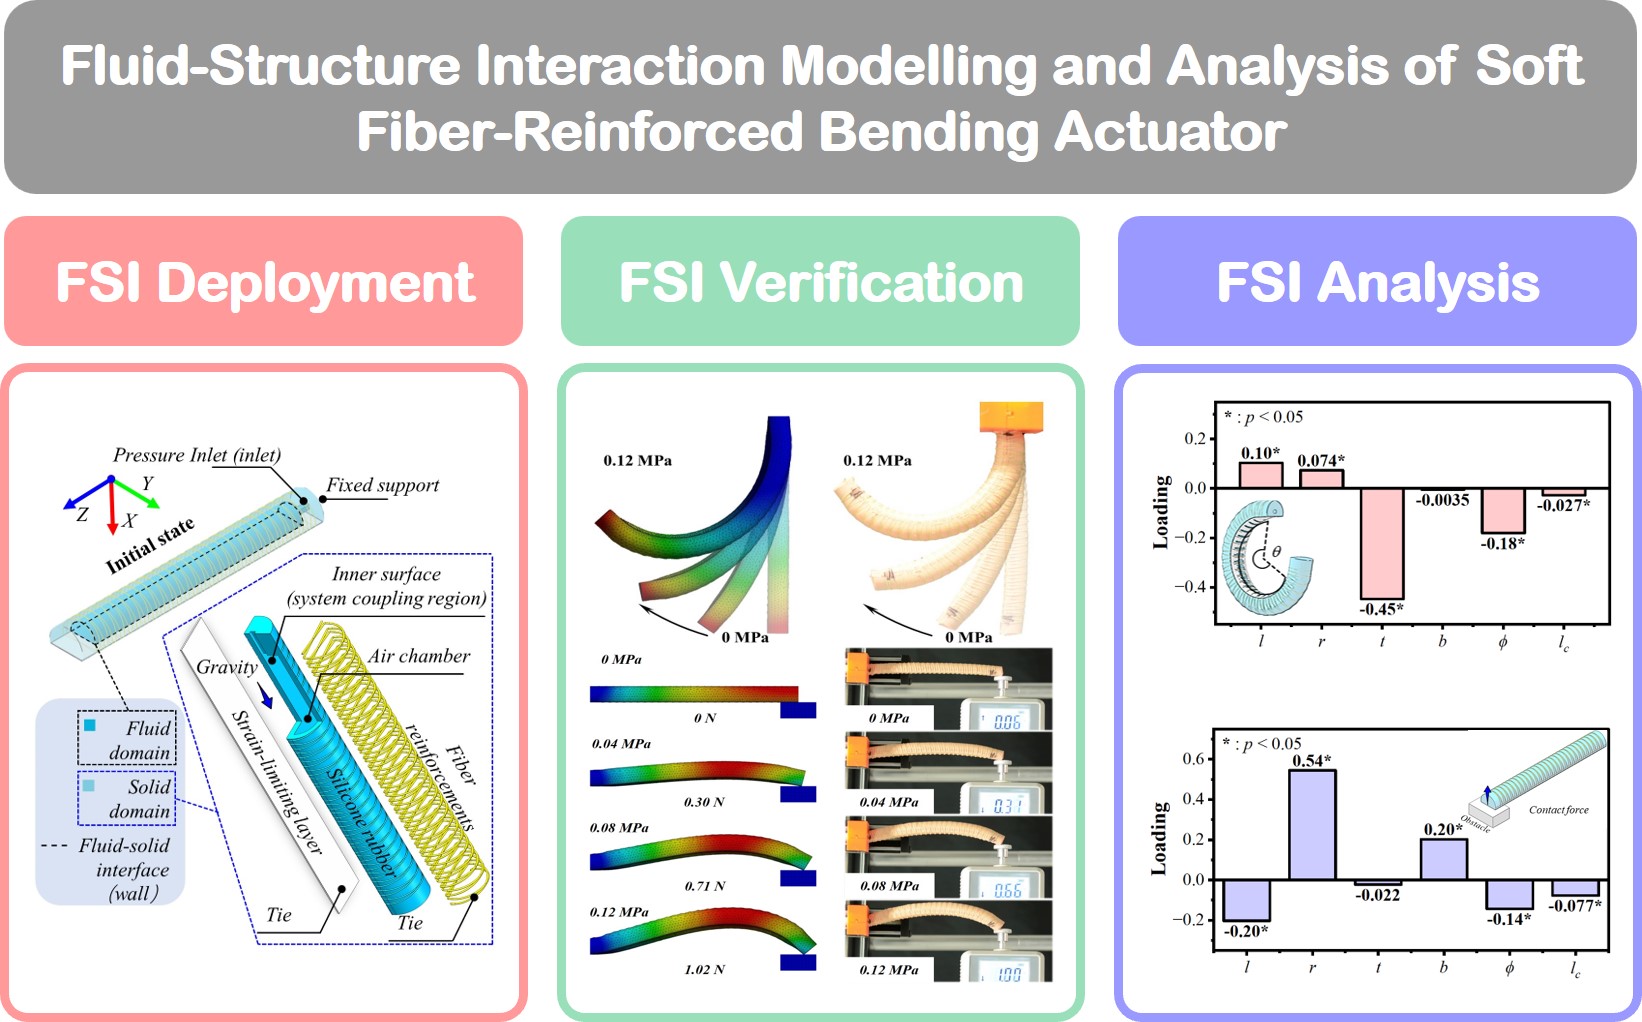 Fluid-Structure Interaction Modelling and Analysis of Soft
Fiber-Reinforced Bending Actuator
FSI Deployment
Pressure Inlet (inlet)
Fixed support
Y
Z
X
Initial state
Inner surface
(system coupling region)
Air chamber
Gravity
Strain-limiting layer
Silicone rubber
Fiber
reinforcements
Fluid
domain
Solid
domain
Fluid-solid
interface
(wall)
Tie
Tie
FSI Verification
0.12 MPa
0.12 MPa
0 MPa
0 MPa
0 MPa
0 N
0.04 MPa
0.30 N
0.08 MPa
0.71 N
0.12 MPa
1.02 N
0.06
0 MPa
0.31
0.04 MPa
0.66
0.08 MPa
1.00
0.12 MPa
FSI Analysis
* : p < 0.05
Loading
0.2
0.0
−0.2
−0.4
0.10*
0.074*
-0.45*
-0.0035
-0.18*
-0.027*
θ
l r t b ϕ lc
* : p < 0.05
Loading
0.6
0.4
0.2
0.0
−0.2
-0.20*
0.54*
-0.022
0.20*
-0.14*
-0.077*
Obstacle
Contact force
l r t b ϕ lc